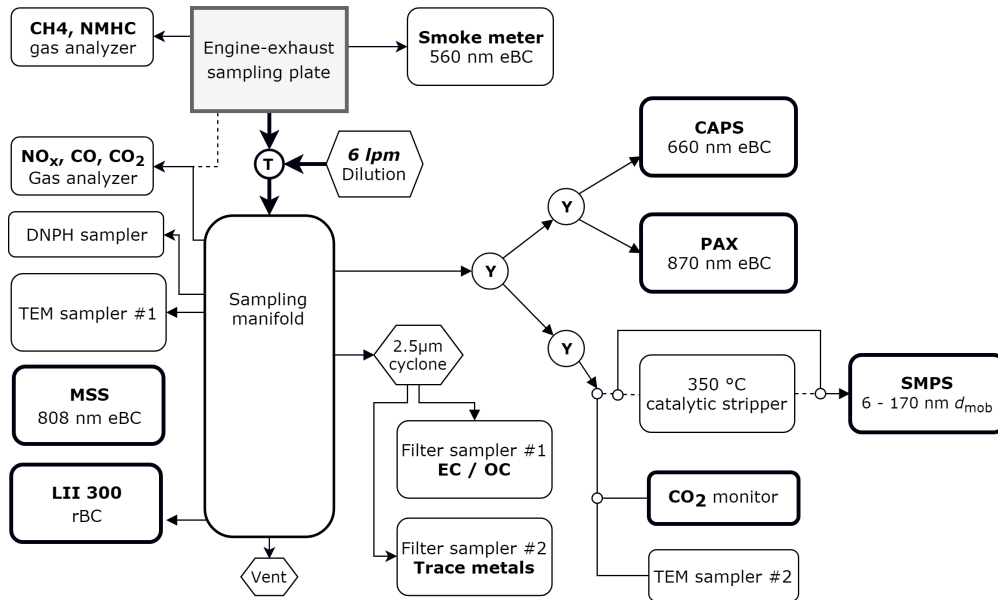 CH4, NMHC
gas analyzer
Engine-exhaust
sampling plate
Smoke meter
560 nm eBC
NOx, CO, CO2
Gas analyzer
T
6 lpm
Dilution
CAPS
660 nm eBC
Y
DNPH sampler
PAX
870 nm eBC
Y
TEM sampler #1
Sampling
manifold
2.5µm
cyclone
Y
350 °C
catalytic stripper
SMPS
6 - 170 nm dmob
MSS
808 nm eBC
Filter sampler #1
EC / OC
LII 300
rBC
CO2 monitor
Filter sampler #2
Trace metals
Vent
TEM sampler #2